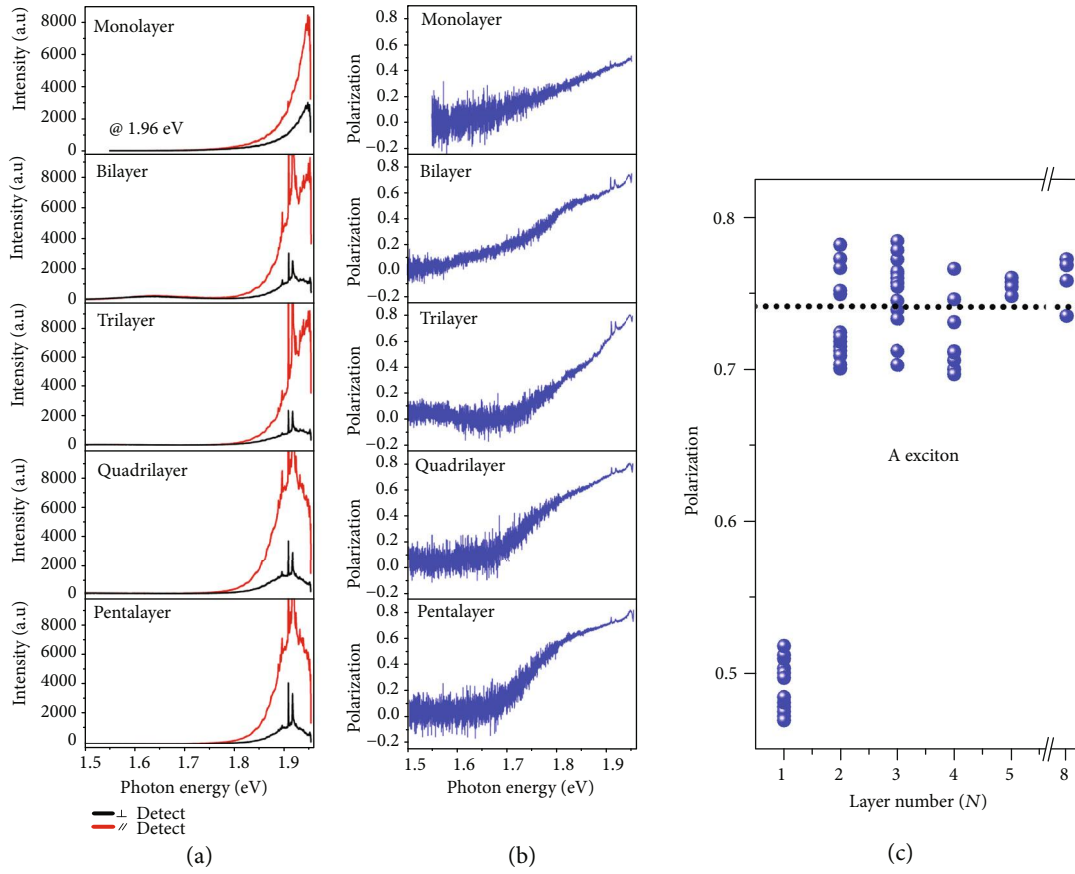 8000
6000
4000
2000
0
Intensity (a.u)
Monolayer
@ 1.96 eV
8000
6000
4000
2000
0
Intensity (a.u)
Bilayer
8000
6000
4000
2000
0
Intensity (a.u)
Trilayer
8000
6000
4000
2000
0
Intensity (a.u)
Quadrilayer
8000
6000
4000
2000
0
Intensity (a.u)
Pentalayer
1.5 1.6 1.7 1.8 1.9
Photon energy (eV)
⊥ Detect
// Detect
(a)
0.8
0.6
0.4
0.2
0.0
−0.2
Polarization
Monolayer
0.8
0.6
0.4
0.2
0.0
−0.2
Polarization
Bilayer
0.8
0.6
0.4
0.2
0.0
−0.2
Polarization
Trilayer
0.8
0.6
0.4
0.2
0.0
−0.2
Polarization
Quadrilayer
0.8
0.6
0.4
0.2
0.0
−0.2
Polarization
Pentalayer
1.5 1.6 1.7 1.8 1.9
Photon energy (eV)
(b)
0.8
0.7
0.6
0.5
Polarization
A exciton
1 2 3 4 5 8
Layer number (N)
(c)